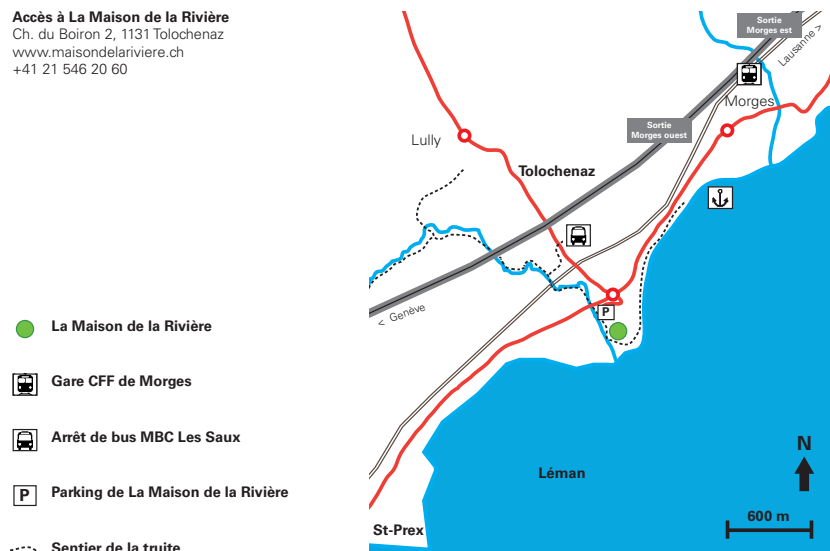 Accès à La Maison de la Rivière
Ch. du Boiron 2, 1131 Tolochenaz
www.maisondelariviere.ch
+41 21 546 20 60
Sortie
Morges est
Lausanne >
Morges
Sortie
Morges ouest
Lully
Tolochenaz
< Genève
P
La Maison de la Rivière
Gare CFF de Morges
Arrêt de bus MBC Les Saux
P
Parking de La Maison de la Rivière
Sentier de la truite
Léman
N
600 m
St-Prex